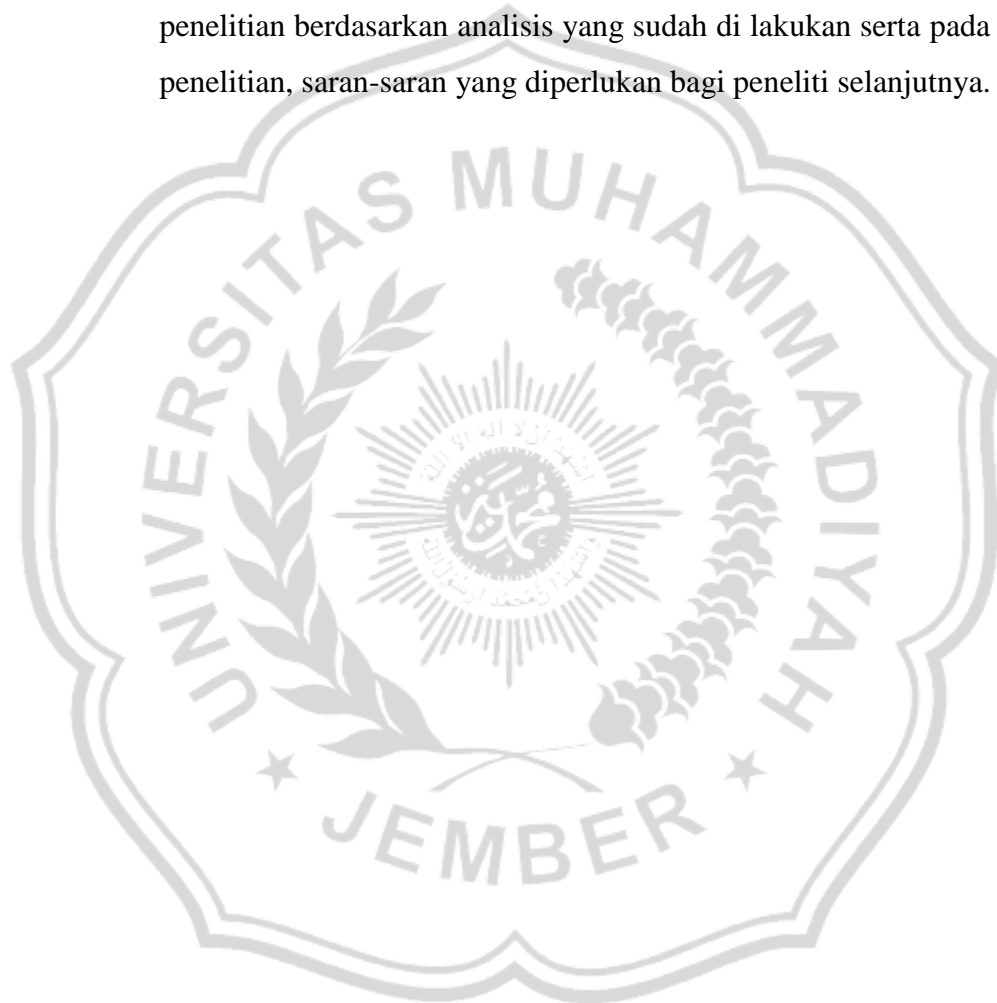 penelitian berdasarkan analisis yang sudah di lakukan serta pada
penelitian, saran-saran yang diperlukan bagi peneliti selanjutnya.
UNIVERSITAS MUHAMMADIYAH
JEMBER